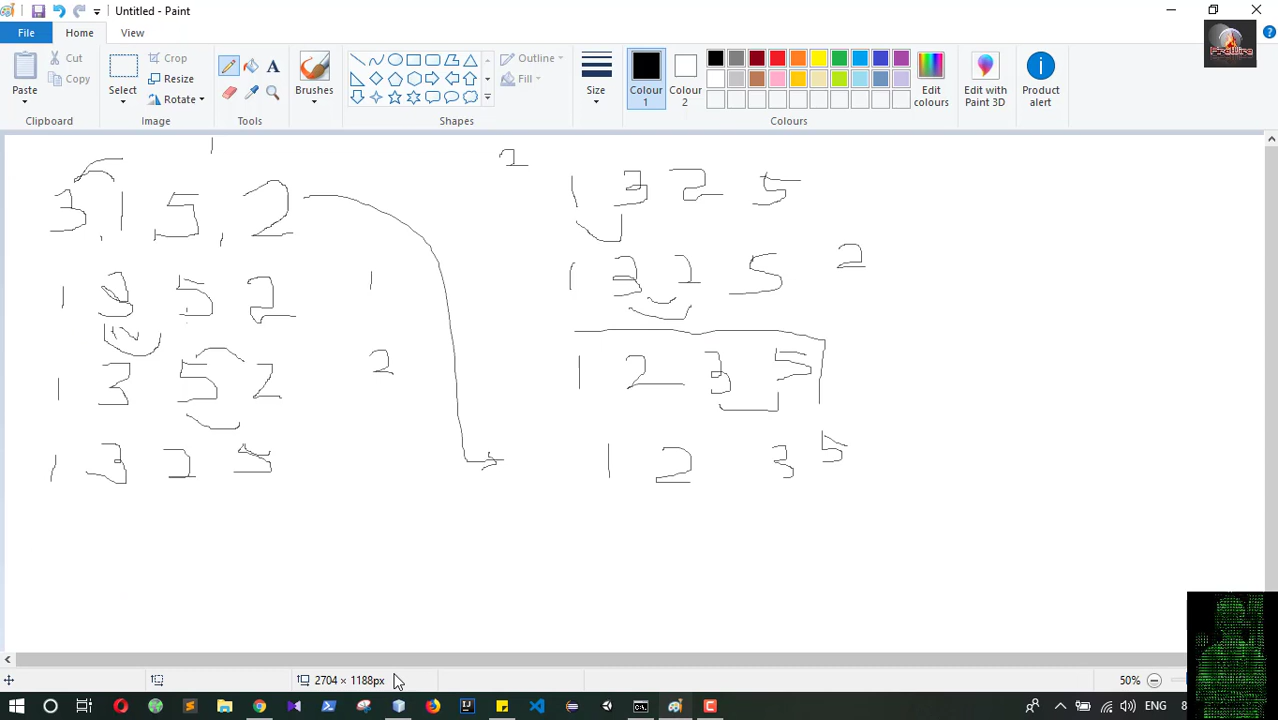 Untitled - Paint
File Home View
Paste
Cut
Copy
Clipboard
Select
Crop
Resize
Rotate
Image
Tools
Brushes
Shapes
Outline
Fill
Size
Colour 1
Colour 2
Edit colours
Colours
Edit with Paint 3D
Product alert
1
3, 1, 5, 2
1 3 5 2 1
1 3 5 2 2
1 3 2 5
2
1 3 2 5
1 3 2 5 2
1 2 3 5
1 2 3 5
50%
ENG